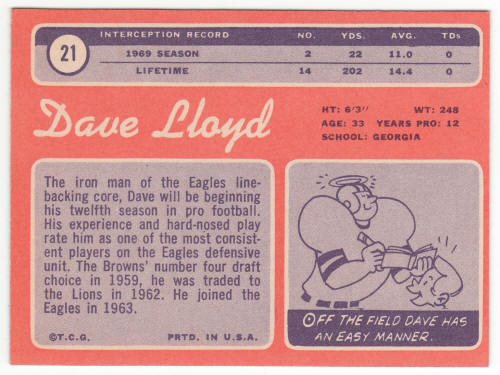 21
INTERCEPTION RECORD NO. YDS. AVG. TDs
1969 SEASON 2 22 11.0 0
LIFETIME 14 202 14.4 0
Dave Lloyd
HT: 6'3" WT: 248
AGE: 33 YEARS PRO: 12
SCHOOL: GEORGIA
The iron man of the Eagles line-
backing core, Dave will be beginning
his twelfth season in pro football.
His experience and hard-nosed play
rate him as one of the most consist-
ent players on the Eagles defensive
unit. The Browns' number four draft
choice in 1959, he was traded to
the Lions in 1962. He joined the
Eagles in 1963.
©T.C.G. PRTD. IN U.S.A.
OFF THE FIELD DAVE HAS
AN EASY MANNER.